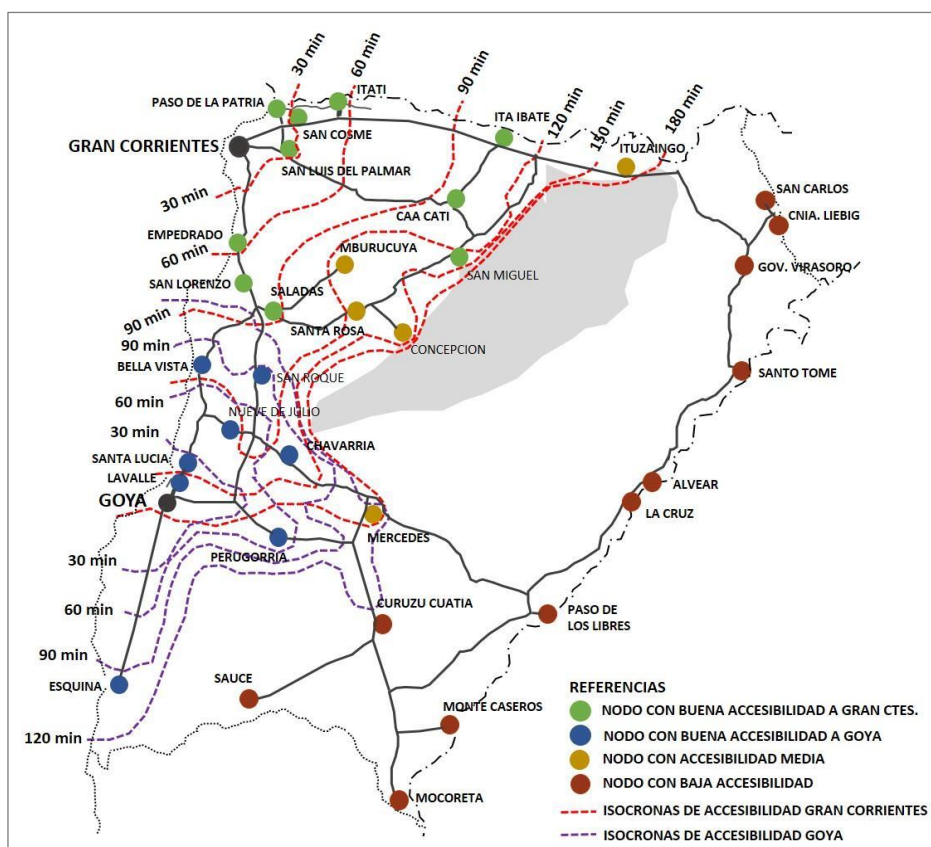 30 min
60 min
90 min
120 min
150 min
180 min
ITATI
PASO DE LA PATRIA
SAN COSME
ITA IBATE
ITUZAINGO
GRAN CORRIENTES
SAN LUIS DEL PALMAR
SAN CARLOS
30 min
CAA CATI
CNIA. LIEBIG
EMPEDRADO
MBURUCUYA
60 min
GOV. VIRASORO
SAN MIGUEL
SAN LORENZO
SALADAS
90 min
SANTA ROSA
90 min
CONCEPCION
BELLA VISTA
SAN ROQUE
SANTO TOME
60 min
NUEVE DE JULIO
30 min
CHAVARRIA
SANTA LUCIA
LAVALLE
ALVEAR
GOYA
LA CRUZ
MERCEDES
PERUGORRIA
30 min
CURUZU CUATIA
60 min
PASO DE
LOS LIBRES
90 min
SAUCE
ESQUINA
MONTE CASEROS
120 min
MOCORETA
REFERENCIAS
NODO CON BUENA ACCESIBILIDAD A GRAN CTES.
NODO CON BUENA ACCESIBILIDAD A GOYA
NODO CON ACCESIBILIDAD MEDIA
NODO CON BAJA ACCESIBILIDAD
ISOCRONAS DE ACCESIBILIDAD GRAN CORRIENTES
ISOCRONAS DE ACCESIBILIDAD GOYA